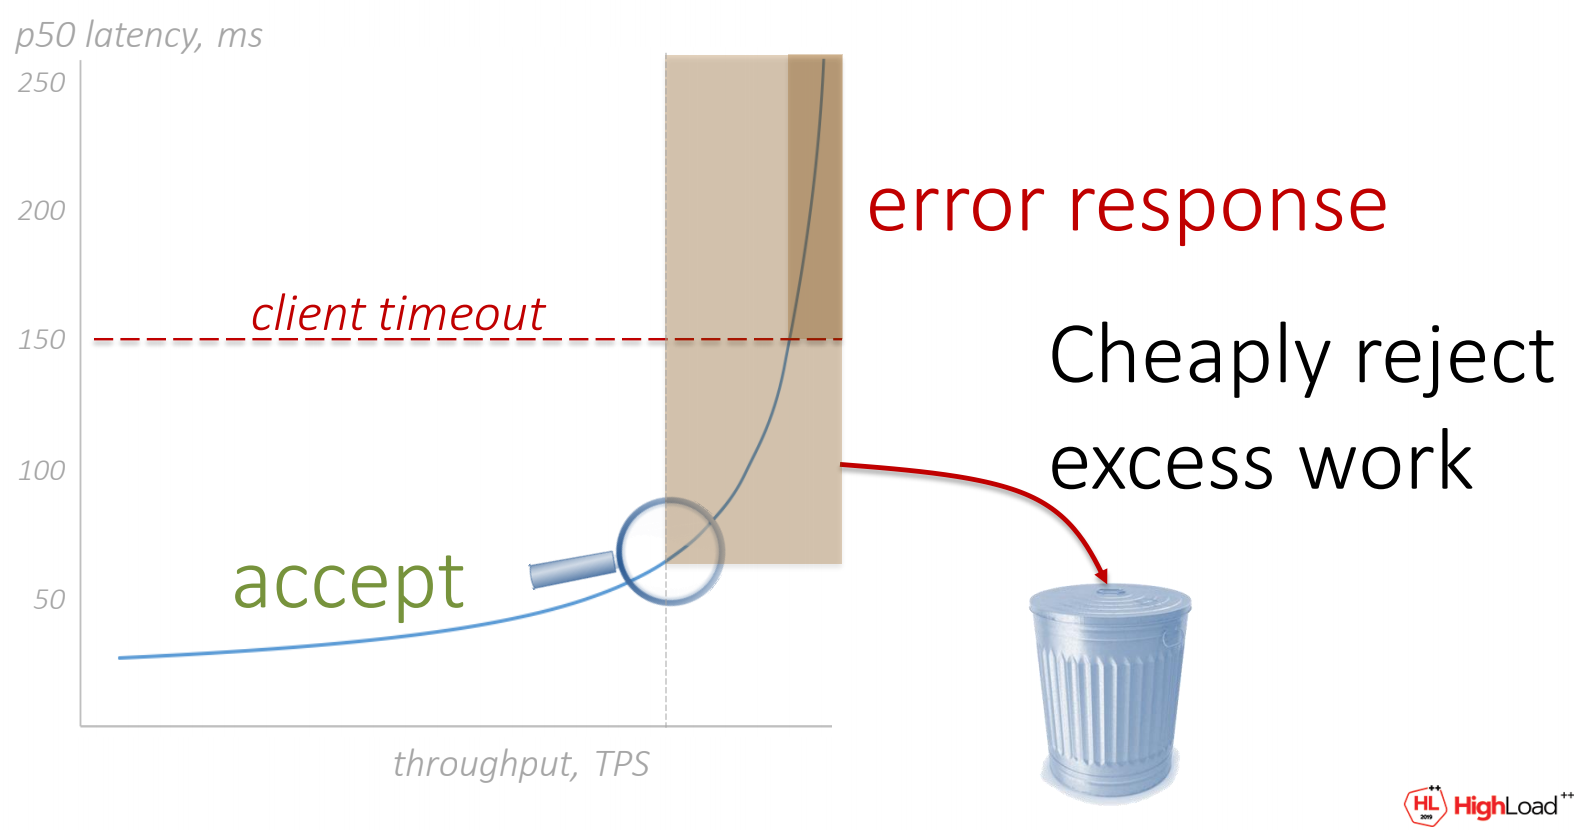 p50 latency, ms
250
200
150
100
50
client timeout
accept
throughput, TPS
error response
Cheaply reject
excess work
HL++
2019
HighLoad++